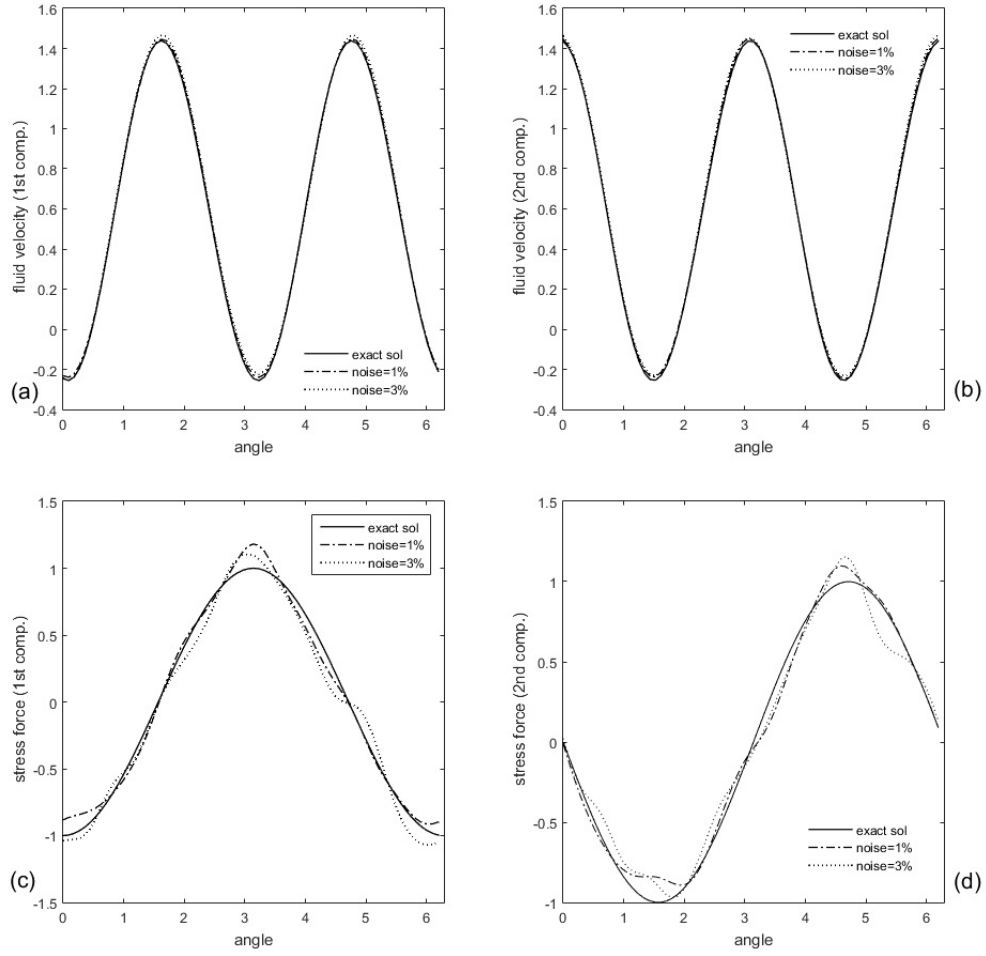 1.6
1.4
1.2
1
0.8
0.6
0.4
0.2
0
-0.2
-0.4
fluid velocity (1st comp.)
exact sol
noise=1%
noise=3%
(a)
0 1 2 3 4 5 6
angle
1.6
1.4
1.2
1
0.8
0.6
0.4
0.2
0
-0.2
-0.4
fluid velocity (2nd comp.)
exact sol
noise=1%
noise=3%
(b)
0 1 2 3 4 5 6
angle
1.5
1
0.5
0
-0.5
-1
-1.5
stress force (1st comp.)
exact sol
noise=1%
noise=3%
(c)
0 1 2 3 4 5 6
angle
1.5
1
0.5
0
-0.5
-1
stress force (2nd comp.)
exact sol
noise=1%
noise=3%
(d)
0 1 2 3 4 5 6
angle